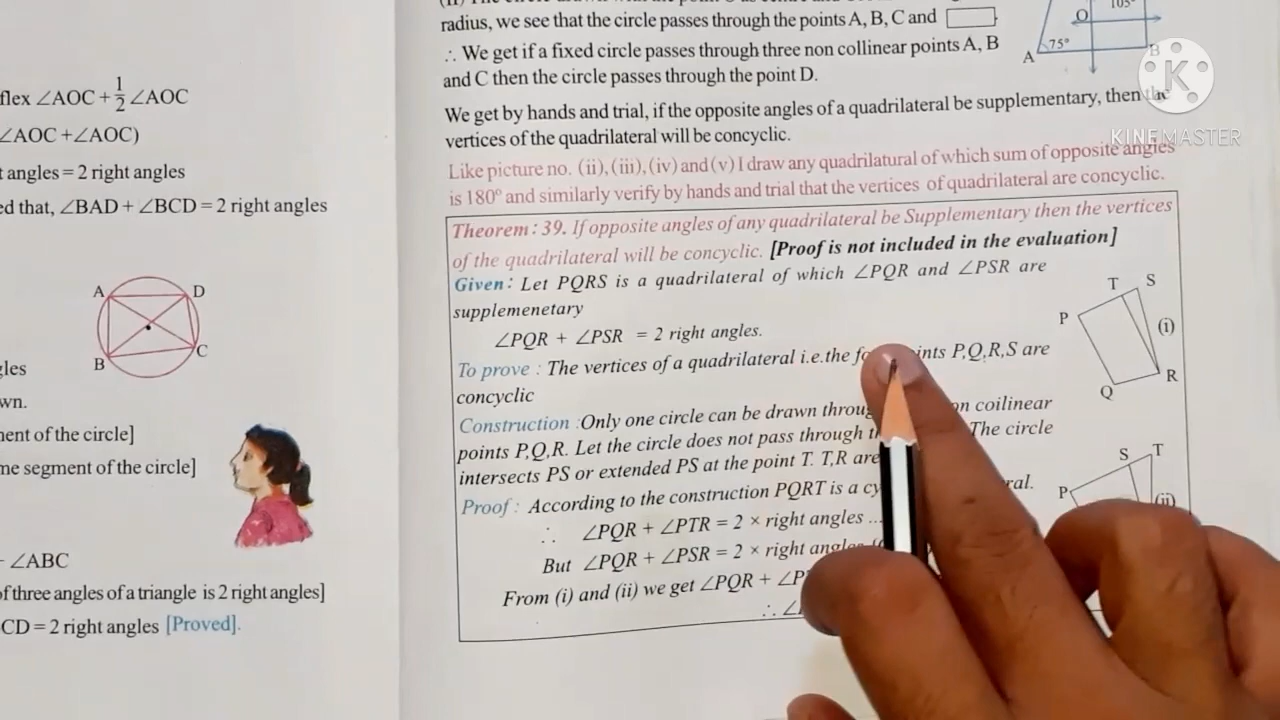 flex ∠AOC + 1/2 ∠AOC
∠AOC + ∠AOC)
t angles = 2 right angles
ed that, ∠BAD + ∠BCD = 2 right angles
A D
B C
gles
wn.
nent of the circle]
me segment of the circle]
- ∠ABC
of three angles of a triangle is 2 right angles]
CD = 2 right angles [Proved].
radius, we see that the circle passes through the points A, B, C and
∴ We get if a fixed circle passes through three non collinear points A, B
and C then the circle passes through the point D.
O 105°
A 75° B
K
KINEMASTER
We get by hands and trial, if the opposite angles of a quadrilateral be supplementary, then the
vertices of the quadrilateral will be concyclic.
Like picture no. (ii), (iii), (iv) and (v) I draw any quadrilatural of which sum of opposite angles
is 180° and similarly verify by hands and trial that the vertices of quadrilateral are concyclic.
Theorem : 39. If opposite angles of any quadrilateral be Supplementary then the vertices
of the quadrilateral will be concyclic. [Proof is not included in the evaluation]
Given : Let PQRS is a quadrilateral of which ∠PQR and ∠PSR are
supplemenetary
∠PQR + ∠PSR = 2 right angles.
To prove : The vertices of a quadrilateral i.e.the P,Q,R,S are
concyclic
Construction :Only one circle can be drawn coilinear
points P,Q,R. Let the circle does not pass through The circle
intersects PS or extended PS at the point T. T,R are
Proof : According to the construction PQRT is a
∴ ∠PQR + ∠PTR = 2 × right angles ...
But ∠PQR + ∠PSR = 2 × right angles
From (i) and (ii) we get ∠PQR +
∴
T S
P (i)
Q R
S T
P (ii)